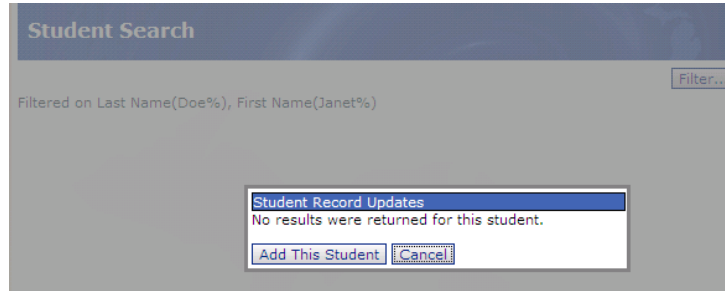 Student Search
Filter..
Filtered on Last Name(Doe%), First Name(Janet%)
Student Record Updates
No results were returned for this student.
Add This Student Cancel